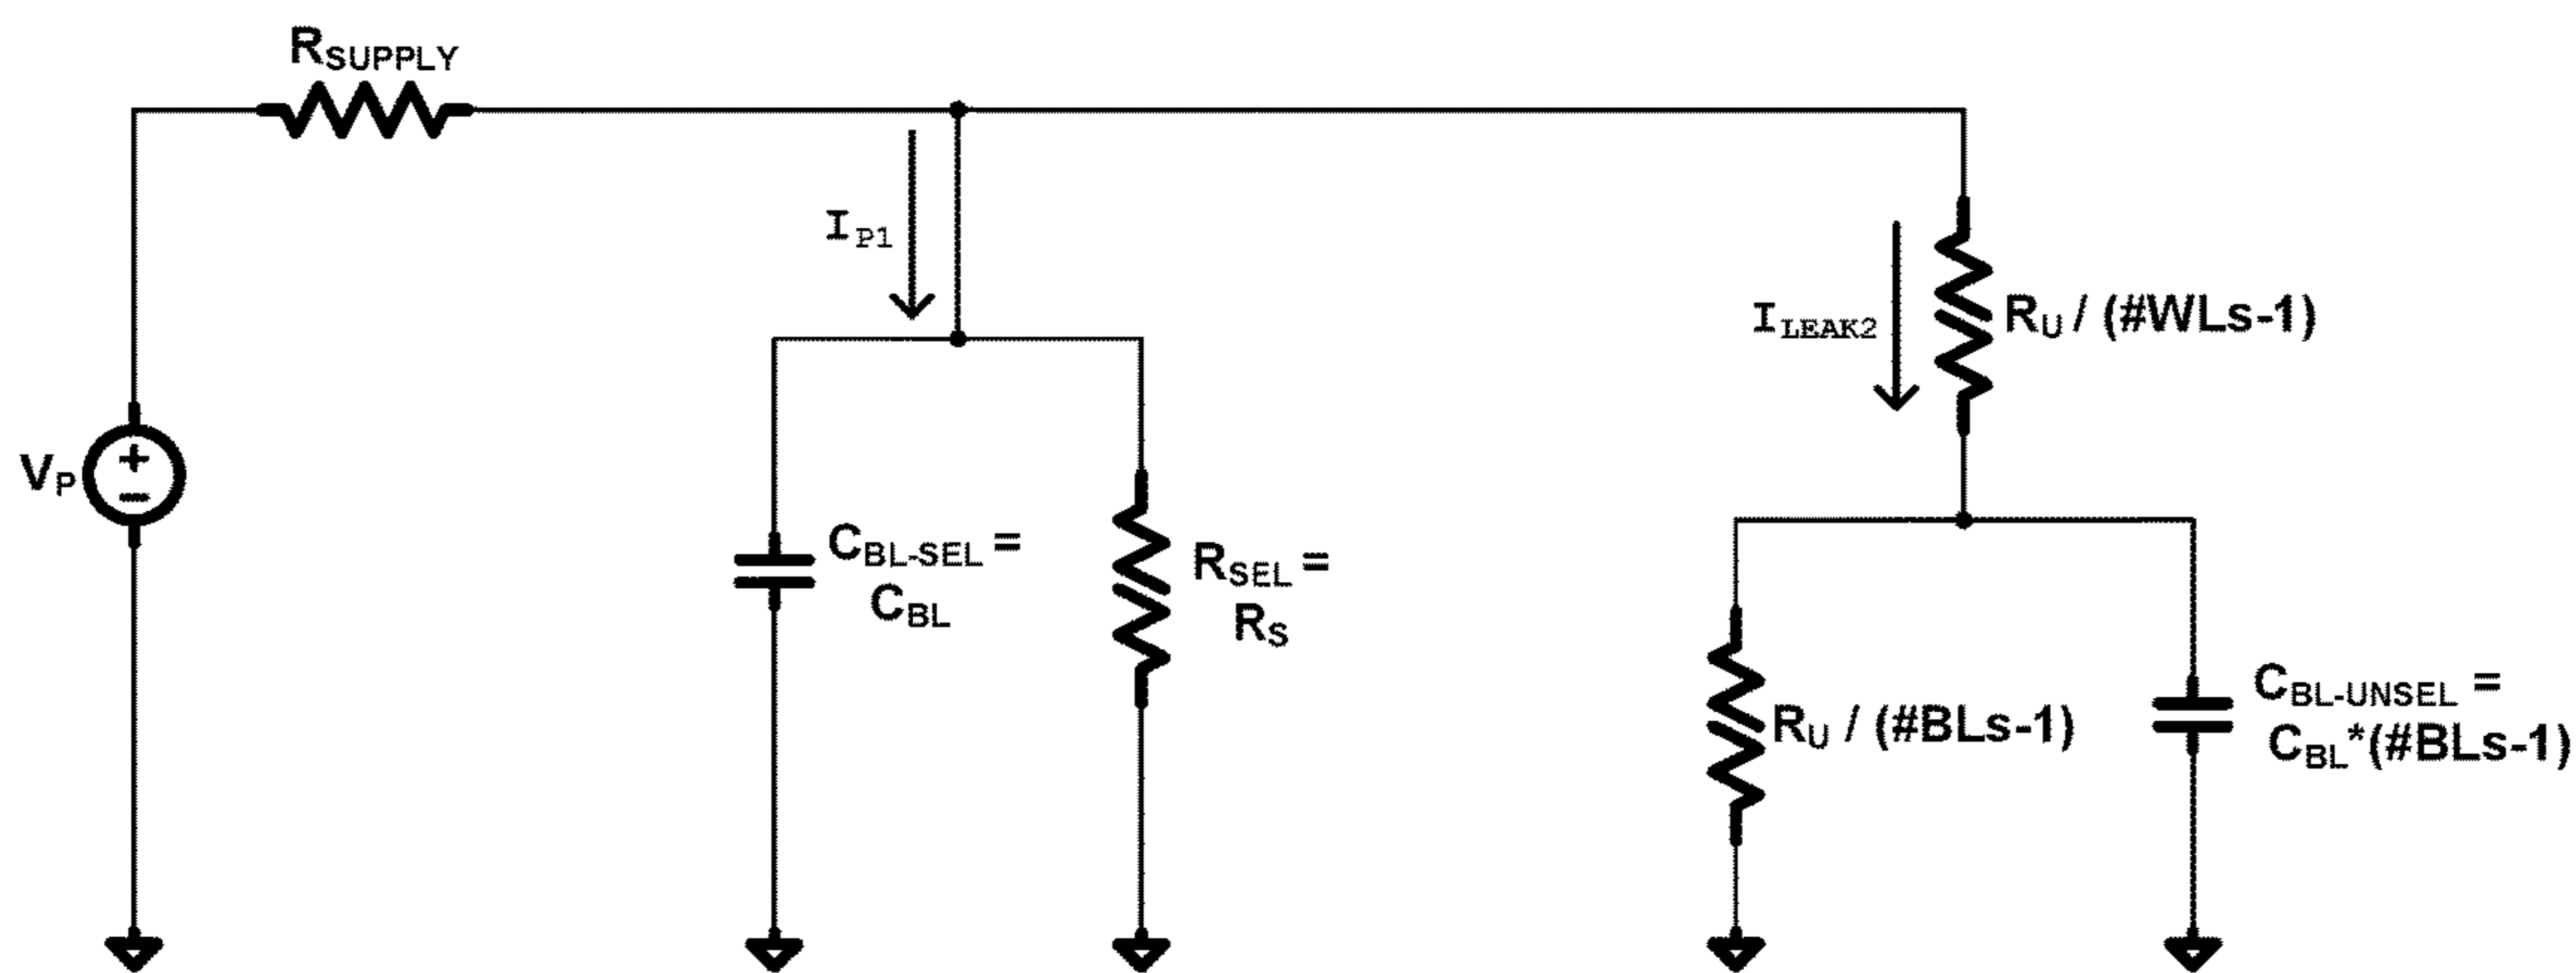 RSUPPLY
IP1
ILEAK2
RU / (#WLs-1)
VP
+
−
CBL-SEL =
CBL
RSEL =
RS
RU / (#BLs-1)
CBL-UNSEL =
CBL*(#BLs-1)